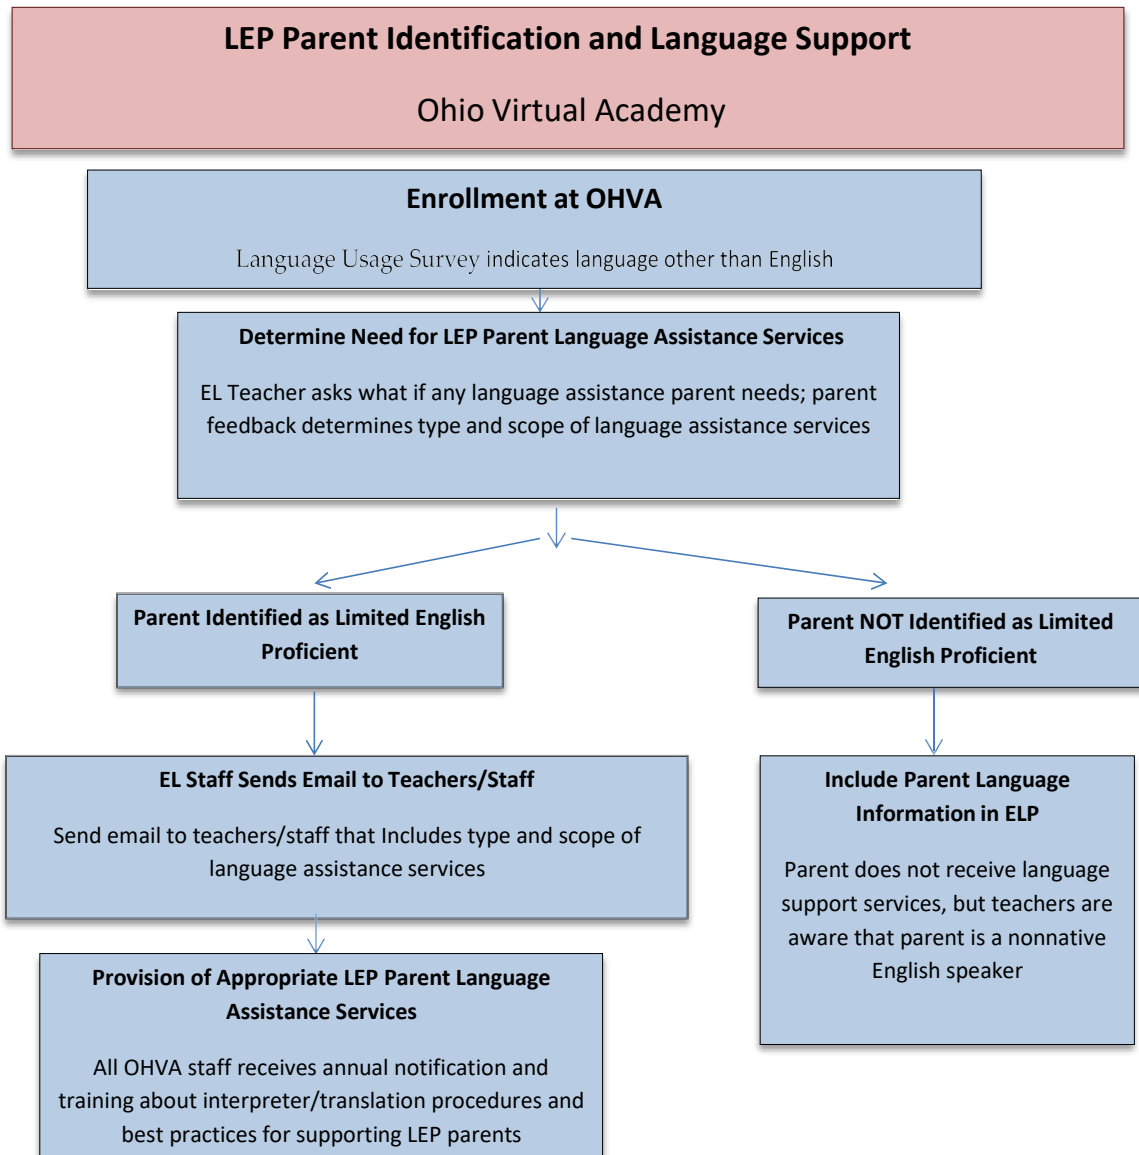 LEP Parent Identification and Language Support
Ohio Virtual Academy
Enrollment at OHVA
Language Usage Survey indicates language other than English
Determine Need for LEP Parent Language Assistance Services
EL Teacher asks what if any language assistance parent needs; parent
feedback determines type and scope of language assistance services
Parent Identified as Limited English
Proficient
Parent NOT Identified as Limited
English Proficient
EL Staff Sends Email to Teachers/Staff
Send email to teachers/staff that Includes type and scope of
language assistance services
Include Parent Language
Information in ELP
Parent does not receive language
support services, but teachers are
aware that parent is a nonnative
English speaker
Provision of Appropriate LEP Parent Language
Assistance Services
All OHVA staff receives annual notification and
training about interpreter/translation procedures and
best practices for supporting LEP parents